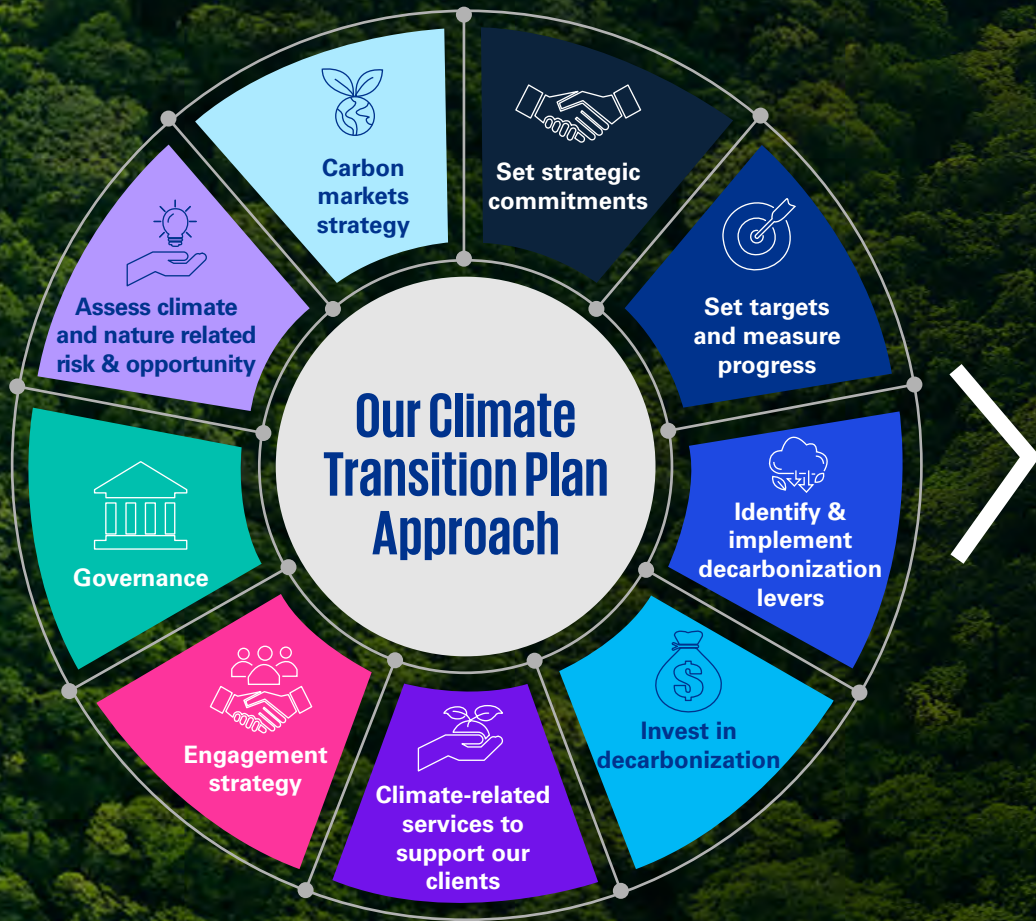 Our Climate
Transition Plan
Approach
Set strategic
commitments
Set targets
and measure
progress
Identify &
implement
decarbonization
levers
Invest in
decarbonization
Climate-related
services to
support our
clients
Engagement
strategy
Governance
Assess climate
and nature related
risk & opportunity
Carbon
markets
strategy
$